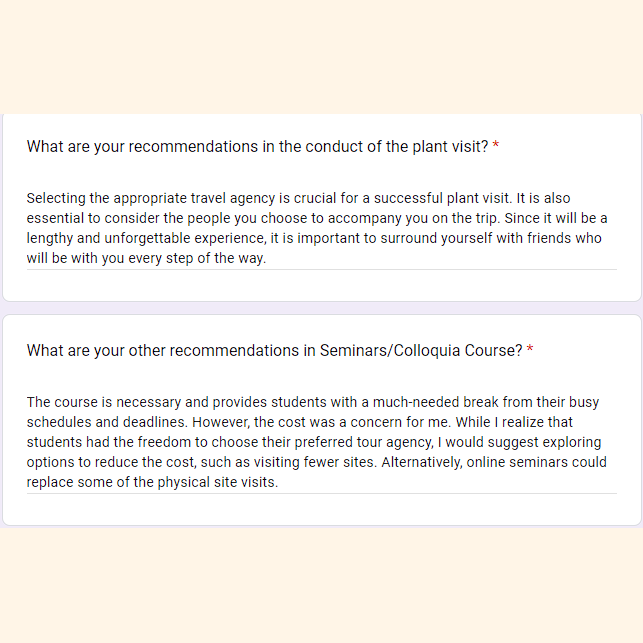 What are your recommendations in the conduct of the plant visit? *
Selecting the appropriate travel agency is crucial for a successful plant visit. It is also
essential to consider the people you choose to accompany you on the trip. Since it will be a
lengthy and unforgettable experience, it is important to surround yourself with friends who
will be with you every step of the way.
What are your other recommendations in Seminars/Colloquia Course? *
The course is necessary and provides students with a much-needed break from their busy
schedules and deadlines. However, the cost was a concern for me. While I realize that
students had the freedom to choose their preferred tour agency, I would suggest exploring
options to reduce the cost, such as visiting fewer sites. Alternatively, online seminars could
replace some of the physical site visits.